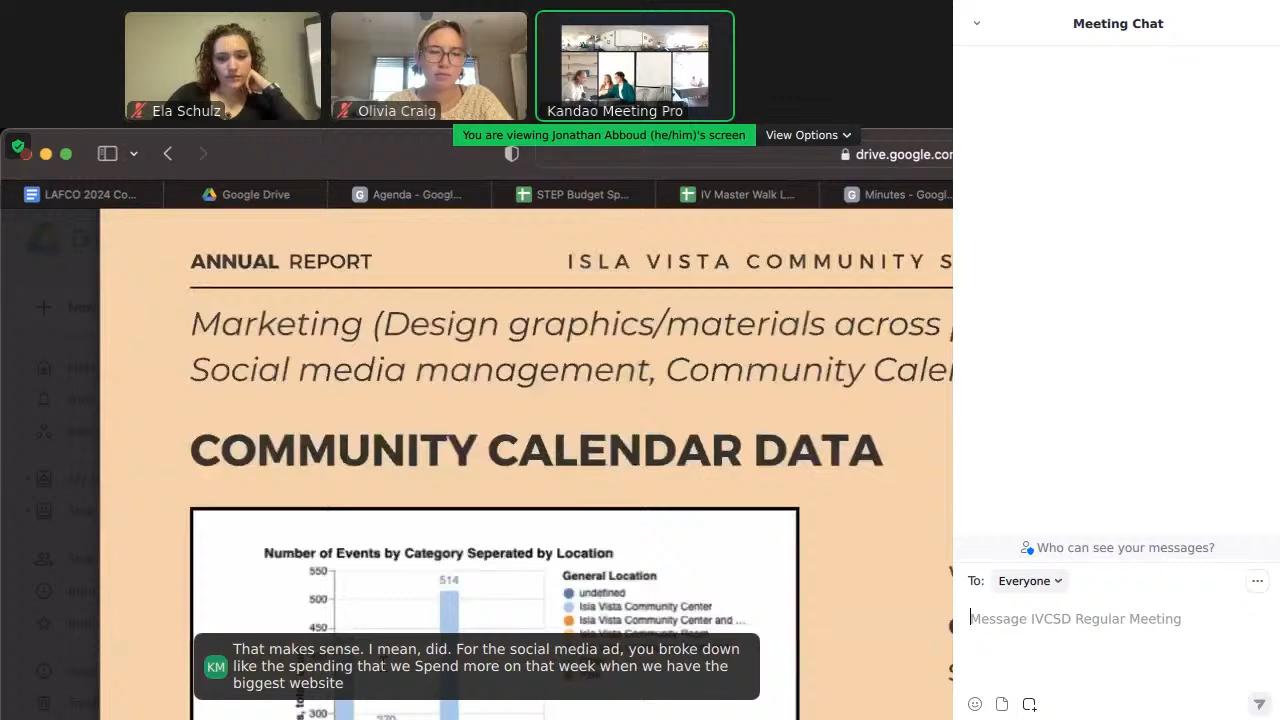 Meeting Chat
Ela Schulz
Olivia Craig
Kandao Meeting Pro
You are viewing Jonathan Abboud (he/him)'s screen
View Options
drive.google.com
LAFCO 2024 Co...
Google Drive
Agenda - Googl...
STEP Budget Sp...
IV Master Walk L...
Minutes - Googl...
ANNUAL REPORT
ISLA VISTA COMMUNITY S
Marketing (Design graphics/materials across
Social media management, Community Calen
COMMUNITY CALENDAR DATA
Number of Events by Category Seperated by Location
550
514
500
450
300
270
General Location
undefined
Isla Vista Community Center
Isla Vista Community Center and ...
KM
That makes sense. I mean, did. For the social media ad, you broke down
like the spending that we Spend more on that week when we have the
biggest website
Who can see your messages?
To: Everyone
Message IVCSD Regular Meeting